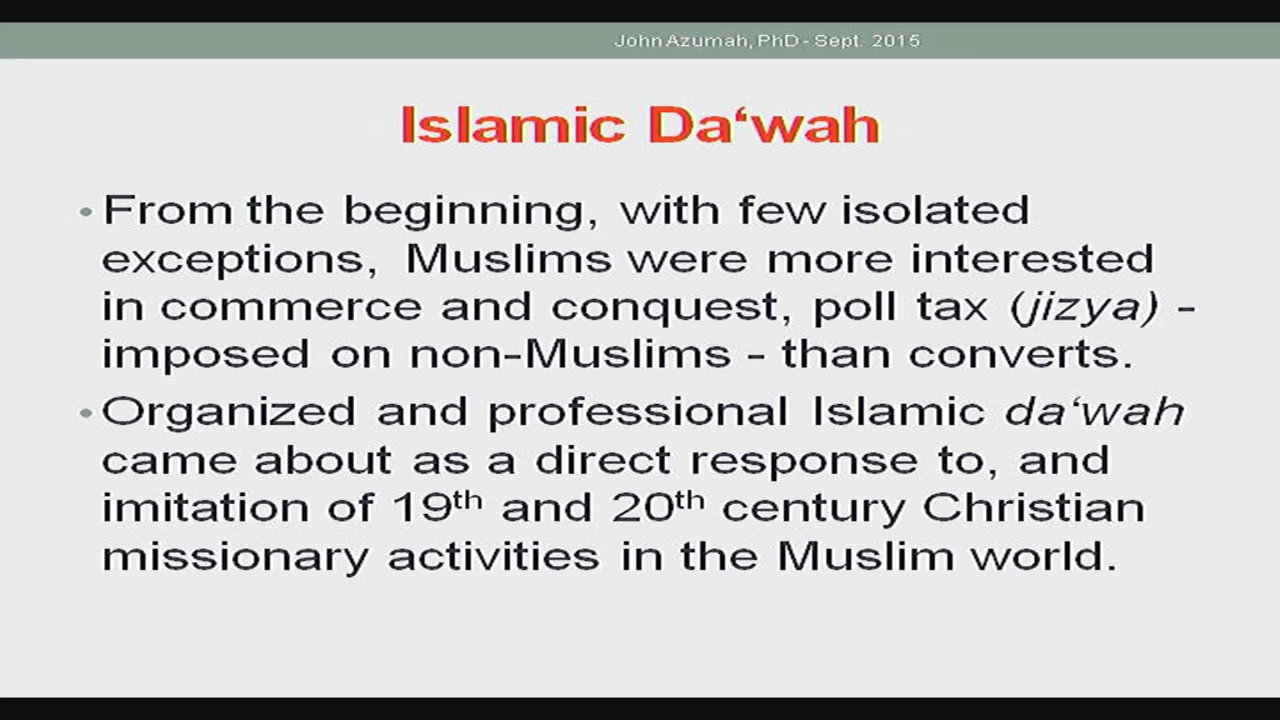 John Azumah, PhD - Sept. 2015
Islamic Da‘wah
• From the beginning, with few isolated
exceptions, Muslims were more interested
in commerce and conquest, poll tax (jizya) -
imposed on non-Muslims - than converts.
• Organized and professional Islamic da‘wah
came about as a direct response to, and
imitation of 19th and 20th century Christian
missionary activities in the Muslim world.